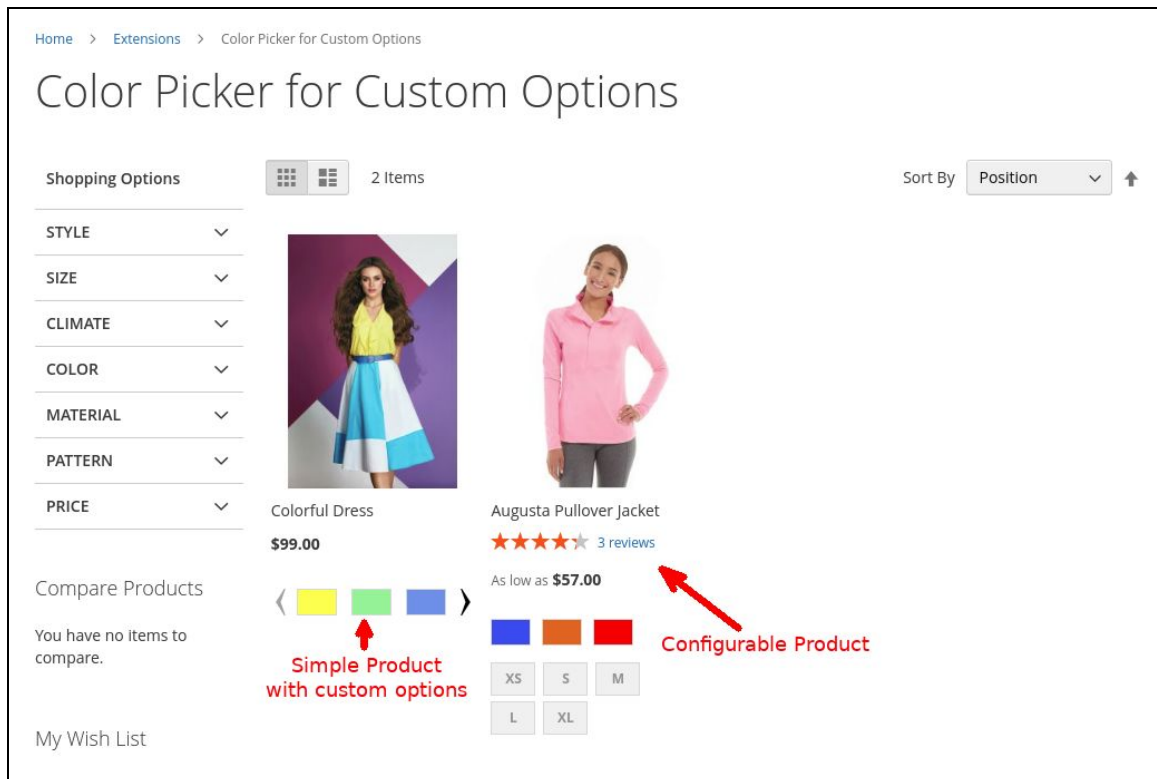 Home > Extensions > Color Picker for Custom Options
Color Picker for Custom Options
Shopping Options
STYLE
SIZE
CLIMATE
COLOR
MATERIAL
PATTERN
PRICE
Compare Products
You have no items to
compare.
My Wish List
2 Items
Sort By Position
Colorful Dress
$99.00
Simple Product
with custom options
Augusta Pullover Jacket
3 reviews
As low as $57.00
XS S M
L XL
Configurable Product